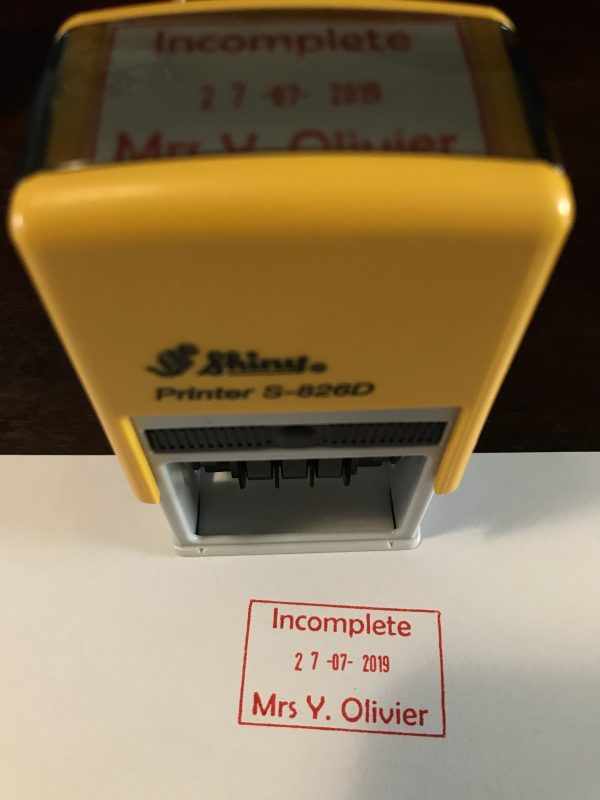 Incomplete
2 7 -07- 2019
Mrs Y. Olivier
Shiny
Printer S-826D
Incomplete
2 7 -07- 2019
Mrs Y. Olivier